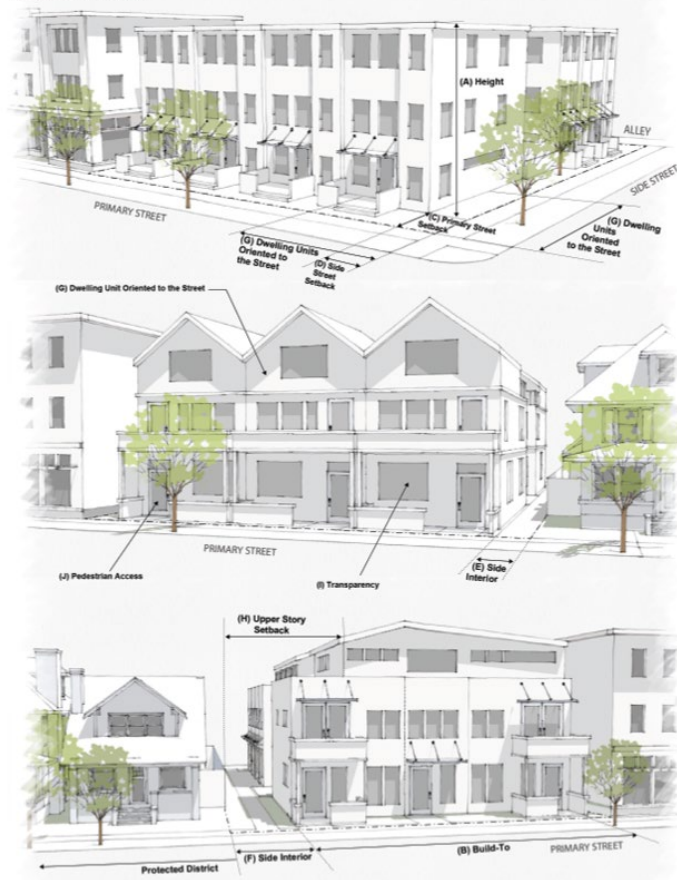 (A) Height
ALLEY
SIDE STREET
PRIMARY STREET
(C) Primary Street
Setback
(G) Dwelling Units
Oriented to
the Street
(D) Side
Street
Setback
(G) Dwelling
Units
Oriented
to the Street
(G) Dwelling Unit Oriented to the Street
PRIMARY STREET
(J) Pedestrian Access
(I) Transparency
(E) Side
Interior
(H) Upper Story
Setback
Protected District
(F) Side Interior
(B) Build-To
PRIMARY STREET